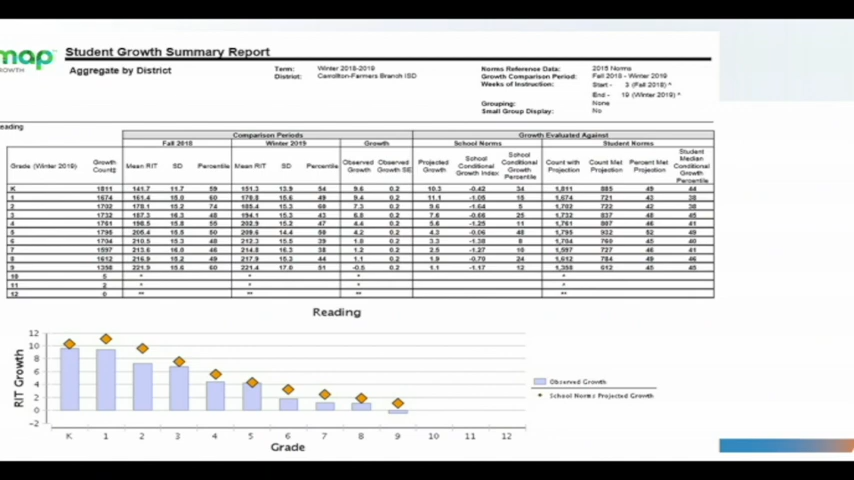 map
GROWTH
Student Growth Summary Report
Aggregate by District
Term: Winter 2018-2019
District: Carrollton-Farmers Branch ISD
Norms Reference Data: 2015 Norms
Growth Comparison Period: Fall 2018 - Winter 2019
Weeks of Instruction: Start - 3 (Fall 2018) ^
End - 19 (Winter 2019) ^
Grouping: None
Small Group Display: No
Reading
Comparison Periods Growth Evaluated Against
Fall 2018 Winter 2019 Growth School Norms Student Norms
Grade (Winter 2019) Growth Count‡ Mean RIT SD Percentile Mean RIT SD Percentile Observed Growth Observed Growth SE Projected Growth School Conditional Growth Index School Conditional Growth Percentile Count with Projection Count Met Projection Percent Met Projection Student Median Conditional Growth Percentile
K 1811 141.7 11.7 59 151.3 13.9 54 9.6 0.2 10.3 -0.42 34 1,811 885 49 44
1 1674 161.4 15.0 60 170.8 15.6 49 9.4 0.2 11.1 -1.05 15 1,674 721 43 38
2 1702 178.1 15.2 74 185.4 15.3 60 7.3 0.2 9.6 -1.64 5 1,702 722 42 38
3 1732 187.3 16.3 48 194.1 15.3 43 6.8 0.2 7.6 -0.66 25 1,732 837 48 45
4 1761 198.5 15.8 55 202.9 15.2 47 4.4 0.2 5.6 -1.25 11 1,761 807 46 41
5 1795 205.4 15.5 50 209.6 14.4 50 4.2 0.2 4.3 -0.06 48 1,795 932 52 49
6 1704 210.5 15.3 48 212.3 15.5 39 1.8 0.2 3.3 -1.38 8 1,704 760 45 40
7 1597 213.6 16.0 46 214.8 16.3 38 1.2 0.2 2.5 -1.27 10 1,597 727 46 41
8 1612 216.9 15.2 49 217.9 15.3 44 1.1 0.2 1.9 -0.70 24 1,612 784 49 46
9 1358 221.9 15.6 60 221.4 17.0 51 -0.5 0.2 1.1 -1.17 12 1,358 612 45 45
10 5 * * * *
11 2 * * * *
12 0 ** ** ** **
Reading
RIT Growth
12
10
8
6
4
2
0
-2
K 1 2 3 4 5 6 7 8 9 10 11 12
Grade
Observed Growth
School Norms Projected Growth